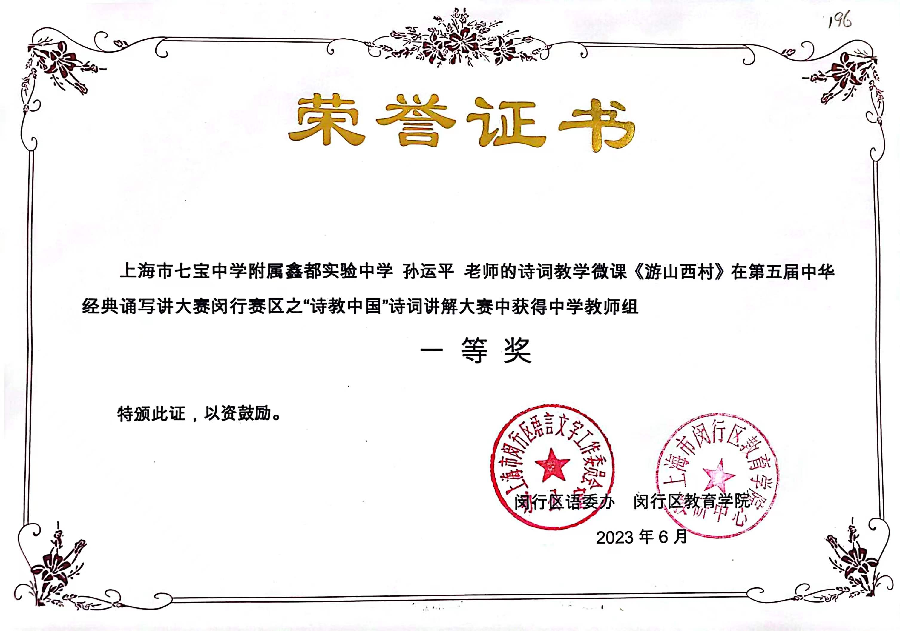 196
荣誉证书
上海市七宝中学附属鑫都实验中学 孙运平 老师的诗词教学微课《游山西村》在第五届中华
经典诵写讲大赛闵行赛区之“诗教中国”诗词讲解大赛中获得中学教师组
一等奖
特颁此证，以资鼓励。
上海市闵行区语言文字工作委员会
上海市闵行区教育学院
研中心
闵行区语委办 闵行区教育学院
2023 年 6 月